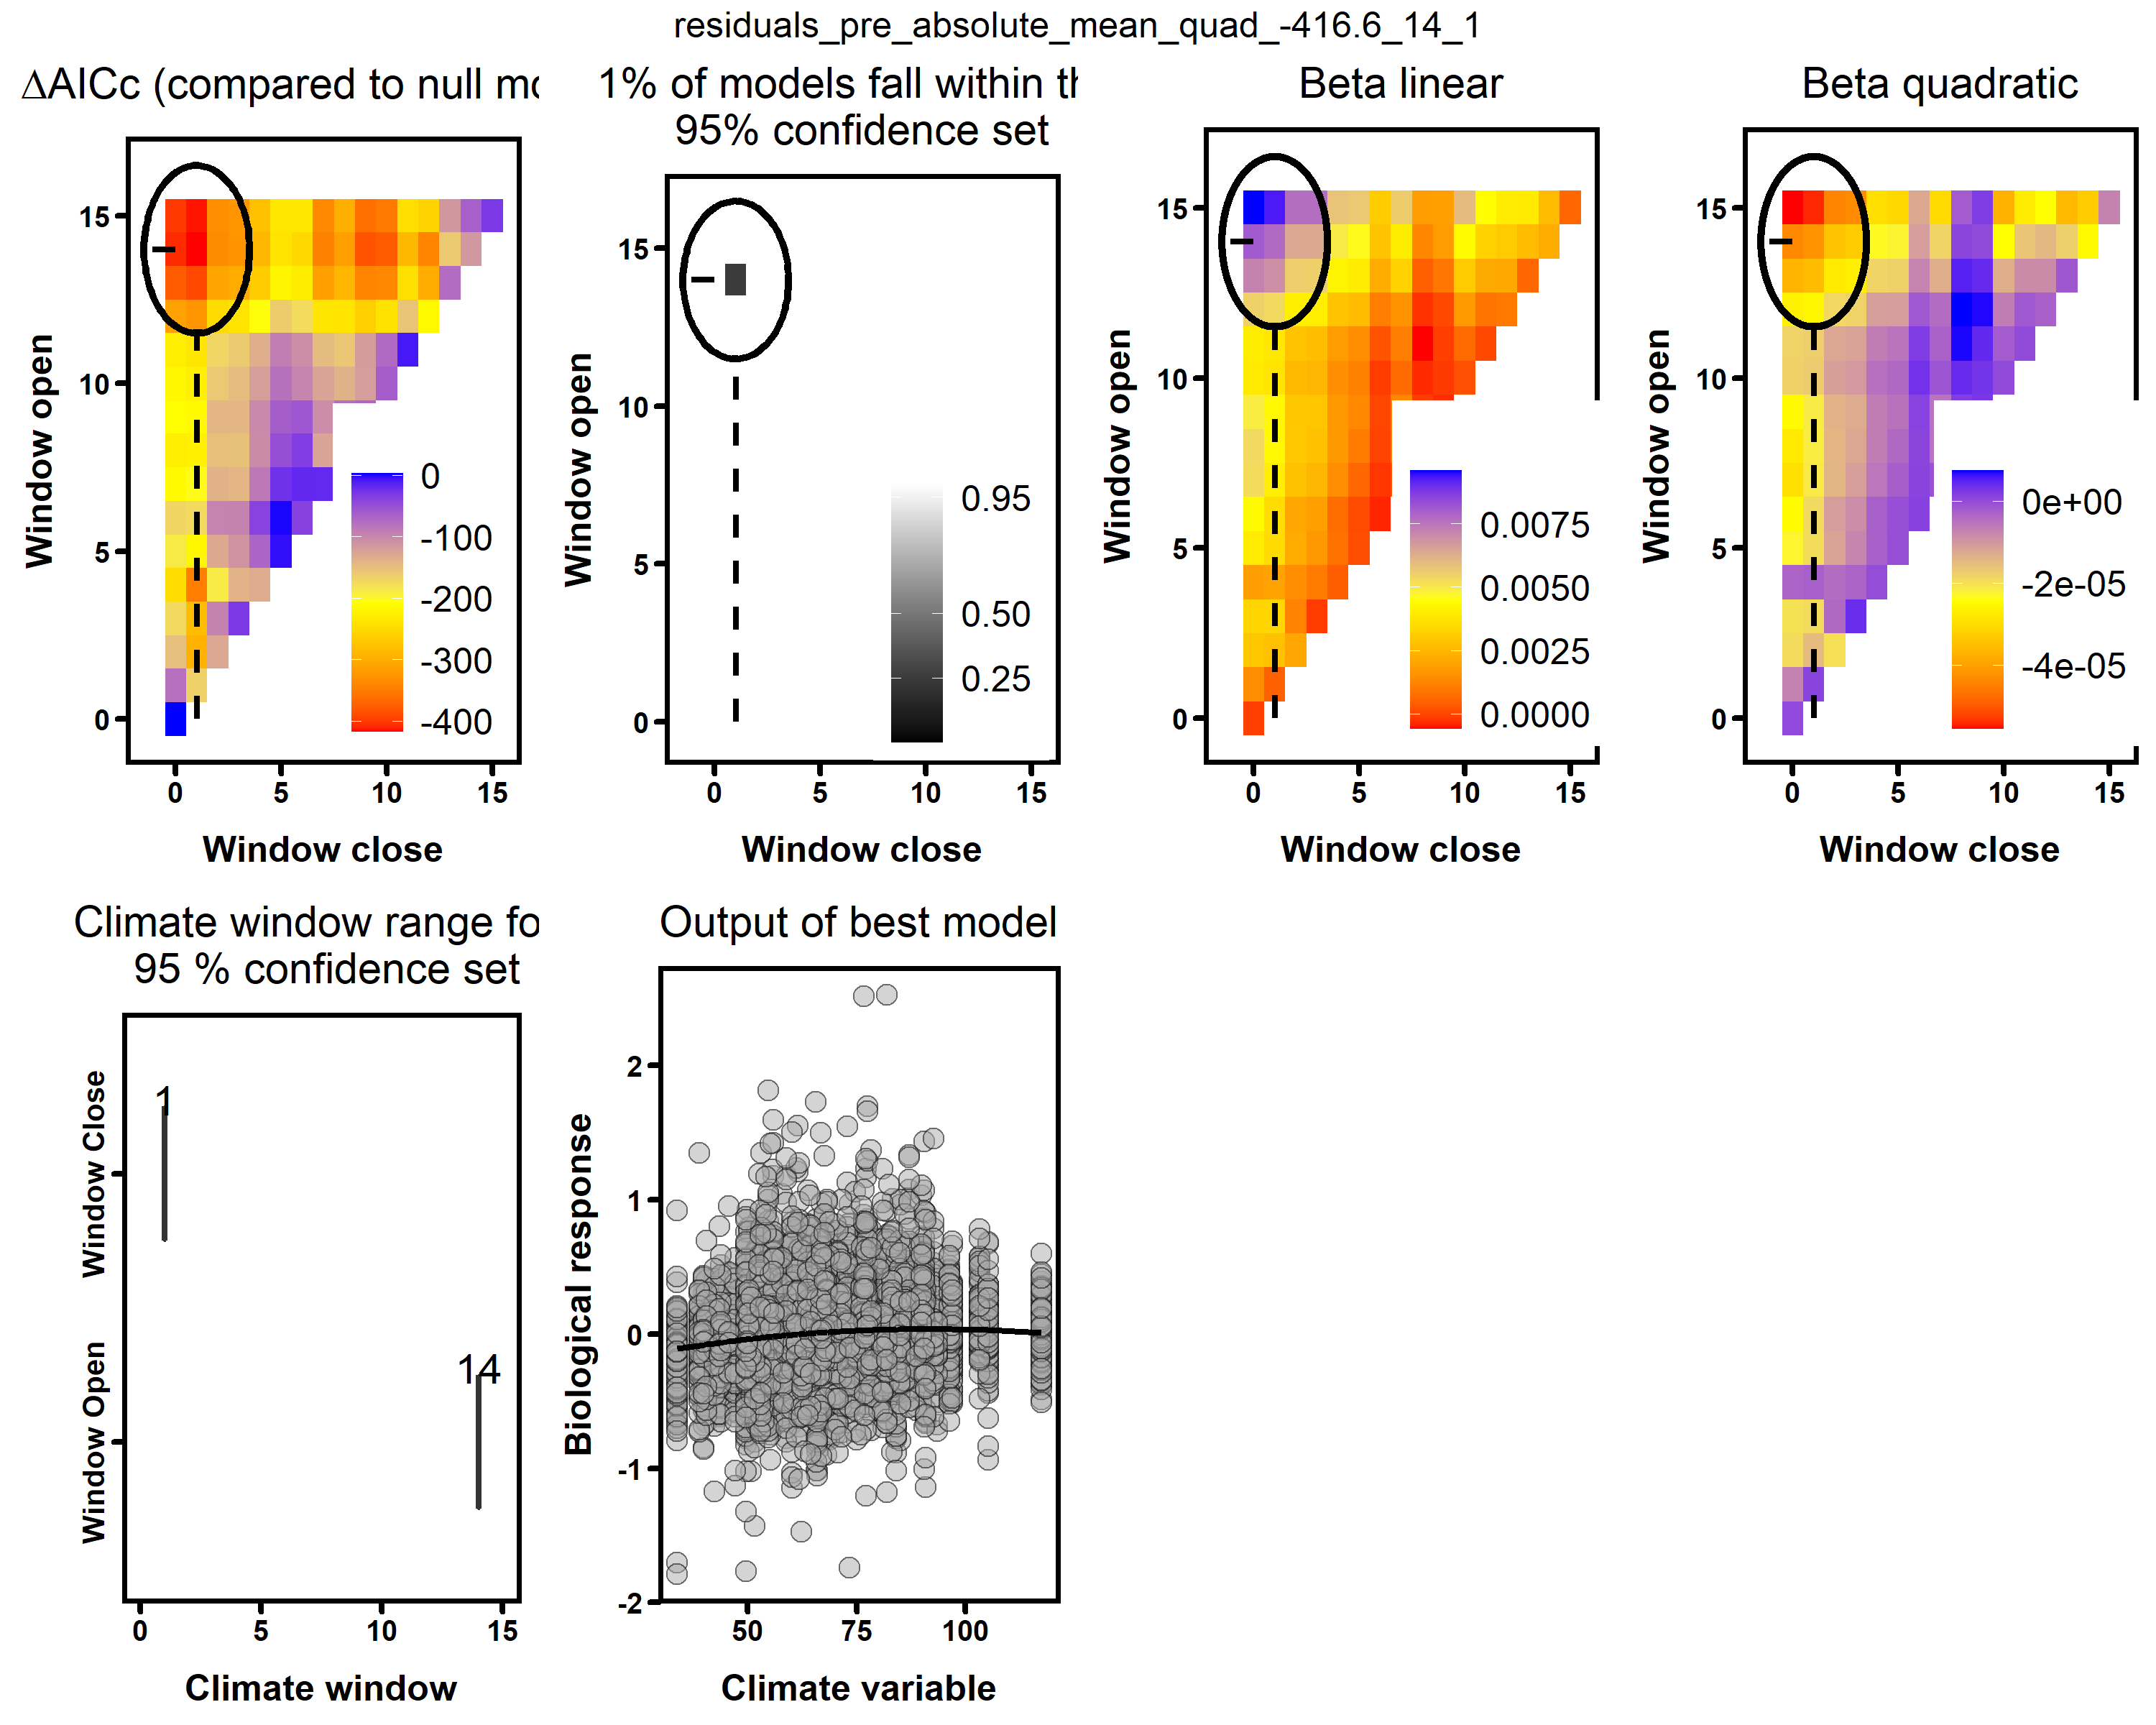 residuals_pre_absolute_mean_quad_-416.6_14_1
ΔAICc (compared to null mo
Window open
15
10
5
0
0
-100
-200
-300
-400
0 5 10 15
Window close
1% of models fall within th
95% confidence set
Window open
15
10
5
0
0.95
0.50
0.25
0 5 10 15
Window close
Beta linear
Window open
15
10
5
0
0.0075
0.0050
0.0025
0.0000
0 5 10 15
Window close
Beta quadratic
Window open
15
10
5
0
0e+00
-2e-05
-4e-05
0 5 10 15
Window close
Climate window range fo
95 % confidence set
Window Close
1
Window Open
14
0 5 10 15
Climate window
Output of best model
Biological response
2
1
0
-1
-2
50 75 100
Climate variable